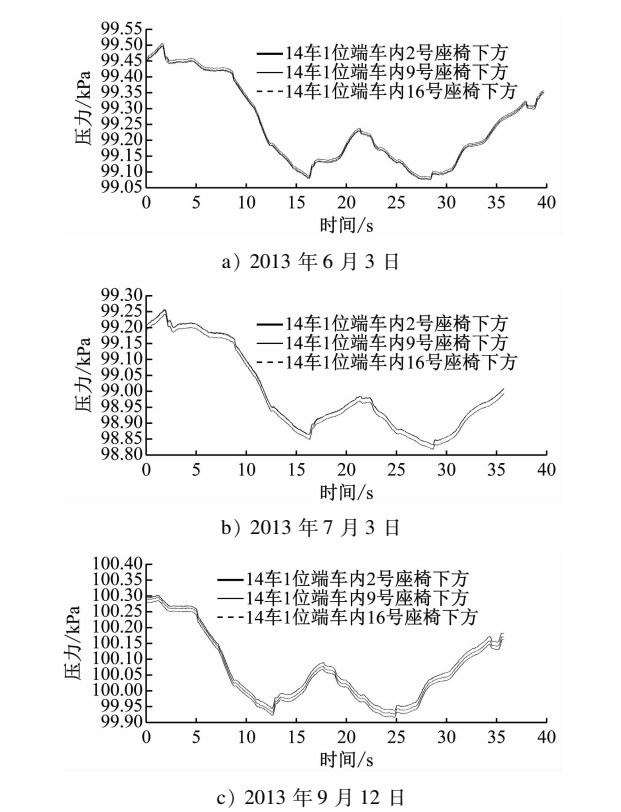 99.55
99.50
99.45
99.40
99.35
99.30
99.25
99.20
99.15
99.10
99.05
压力/kPa
14车1位端车内2号座椅下方
14车1位端车内9号座椅下方
14车1位端车内16号座椅下方
0 5 10 15 20 25 30 35 40
时间/s
a) 2013 年 6 月 3 日
99.30
99.25
99.20
99.15
99.10
99.05
99.00
98.95
98.90
98.85
98.80
压力/kPa
14车1位端车内2号座椅下方
14车1位端车内9号座椅下方
14车1位端车内16号座椅下方
0 5 10 15 20 25 30 35 40
时间/s
b) 2013 年 7 月 3 日
100.40
100.35
100.30
100.25
100.20
100.15
100.10
100.05
100.00
99.95
99.90
压力/kPa
14车1位端车内2号座椅下方
14车1位端车内9号座椅下方
14车1位端车内16号座椅下方
0 5 10 15 20 25 30 35 40
时间/s
c) 2013 年 9 月 12 日